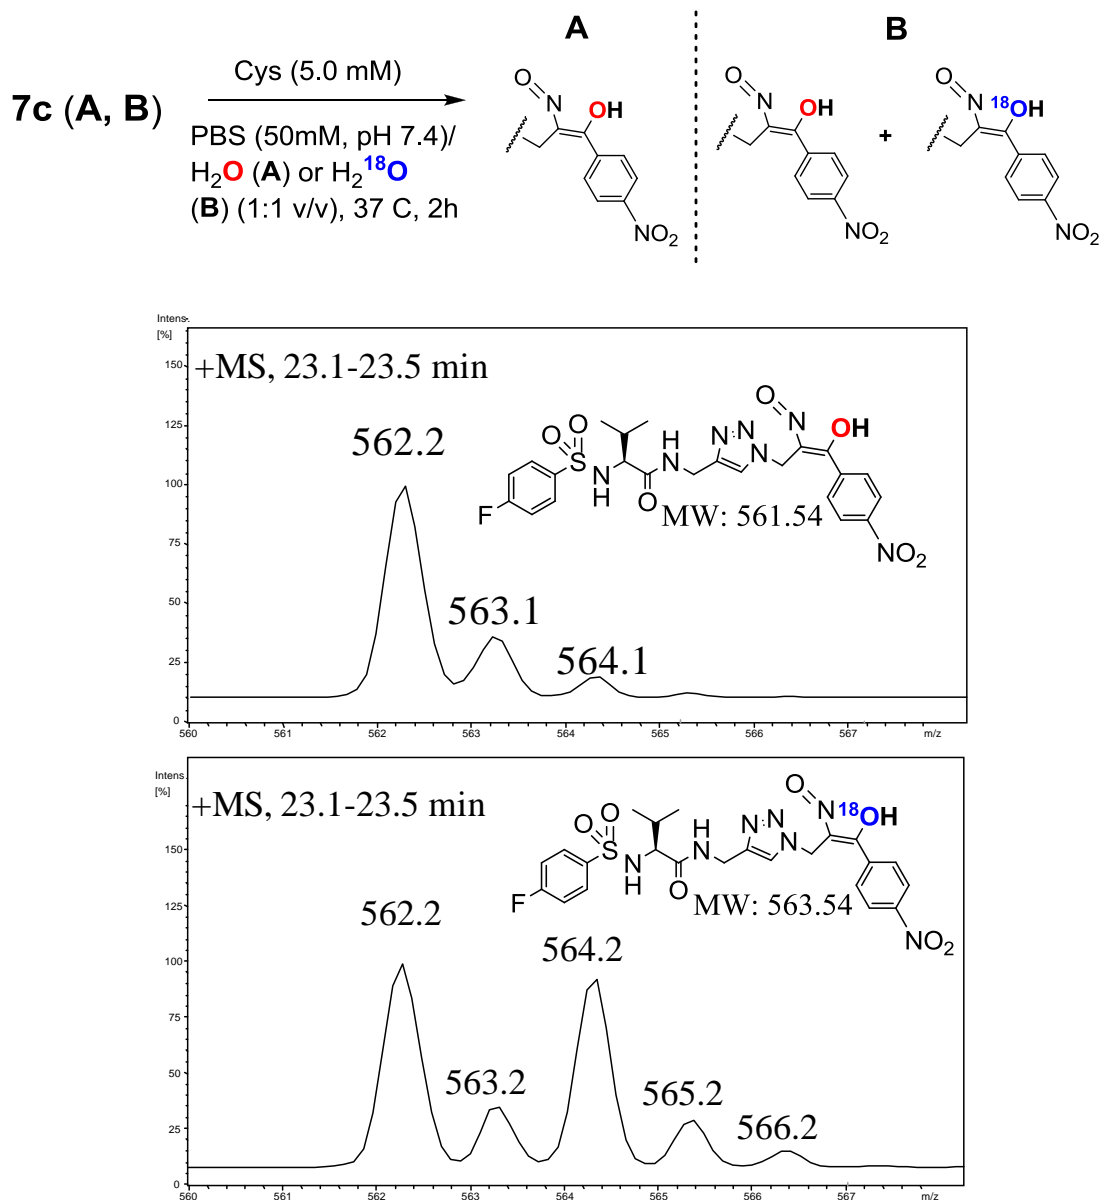 A
B
7c (A, B)
Cys (5.0 mM)
PBS (50mM, pH 7.4)/
H2O (A) or H218O
(B) (1:1 v/v), 37 C, 2h
O
N
OH
NO2
O
N
OH
NO2
+
O
N
18OH
NO2
Intens.
[%]
+MS, 23.1-23.5 min
150
125
100
75
50
25
0
562.2
563.1
564.1
F
O O
S
N
H
O
H
N
N N
N
O
N
OH
NO2
MW: 561.54
560 561 562 563 564 565 566 567 m/z
Intens.
[%]
+MS, 23.1-23.5 min
150
125
100
75
50
25
0
562.2
563.2
564.2
565.2
566.2
F
O O
S
N
H
O
H
N
N N
N
O
N
18OH
NO2
MW: 563.54
560 561 562 563 564 565 566 567 m/z